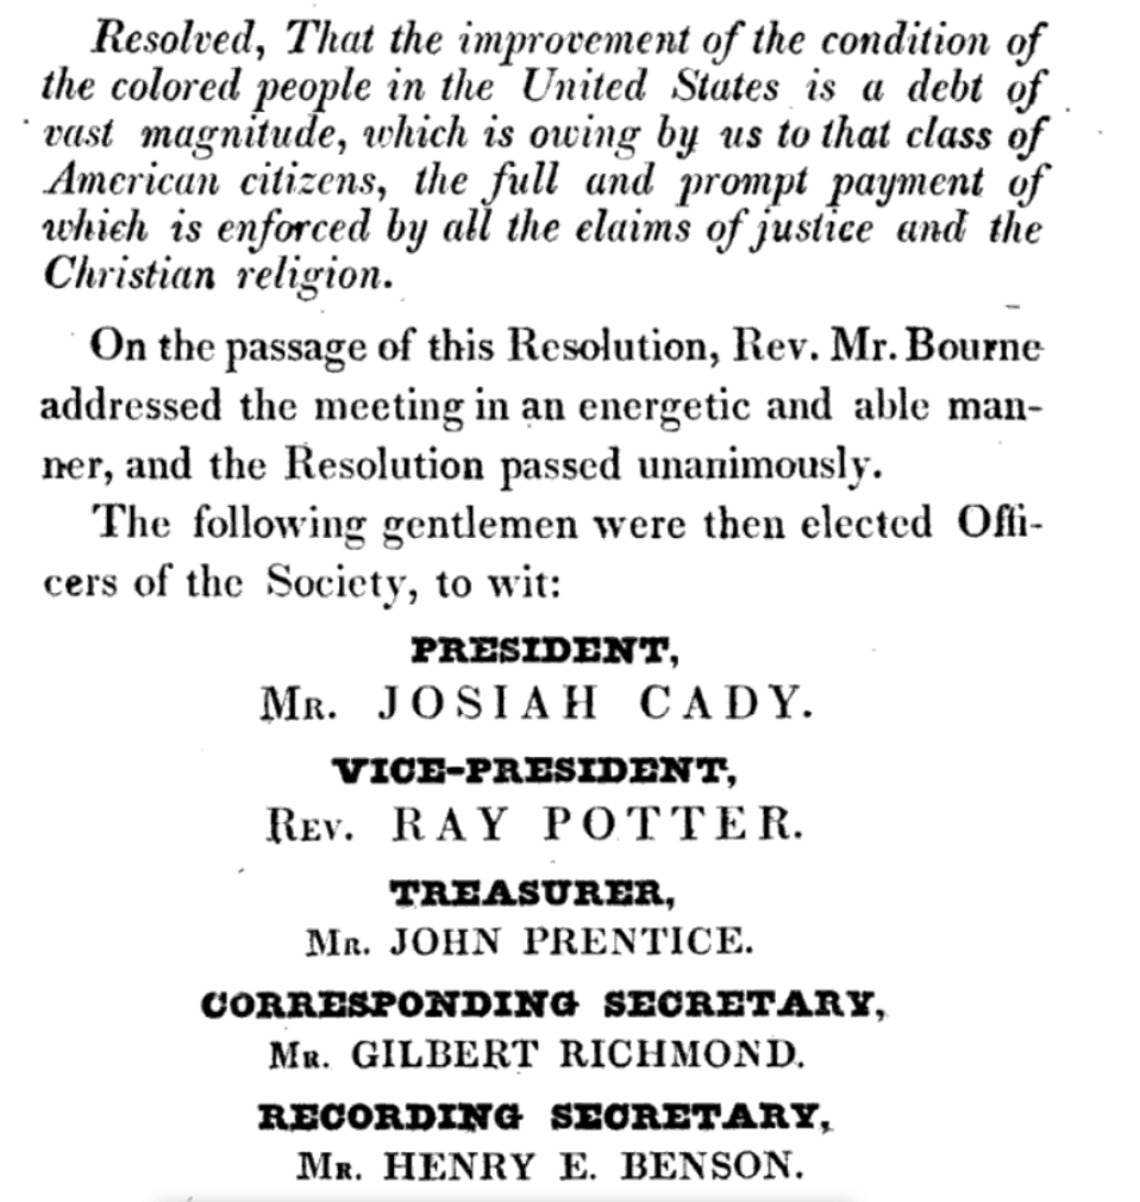 Resolved, That the improvement of the condition of
the colored people in the United States is a debt of
vast magnitude, which is owing by us to that class of
American citizens, the full and prompt payment of
which is enforced by all the claims of justice and the
Christian religion.
On the passage of this Resolution, Rev. Mr. Bourne
addressed the meeting in an energetic and able man-
ner, and the Resolution passed unanimously.
The following gentlemen were then elected Offi-
cers of the Society, to wit:
PRESIDENT,
MR. JOSIAH CADY.
VICE-PRESIDENT,
REV. RAY POTTER.
TREASURER,
MR. JOHN PRENTICE.
CORRESPONDING SECRETARY,
MR. GILBERT RICHMOND.
RECORDING SECRETARY,
MR. HENRY E. BENSON.